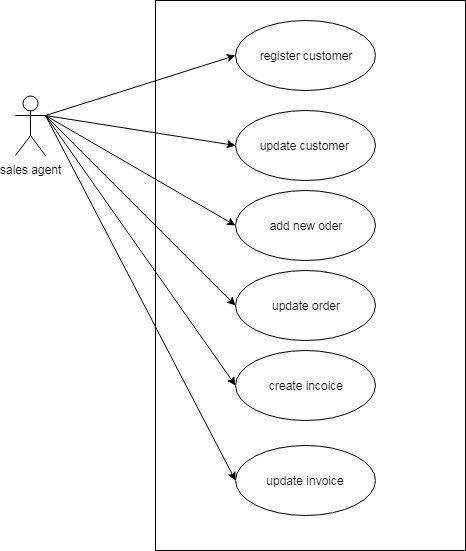 register customer
sales agent
update customer
add new oder
update order
create incoice
update invoice